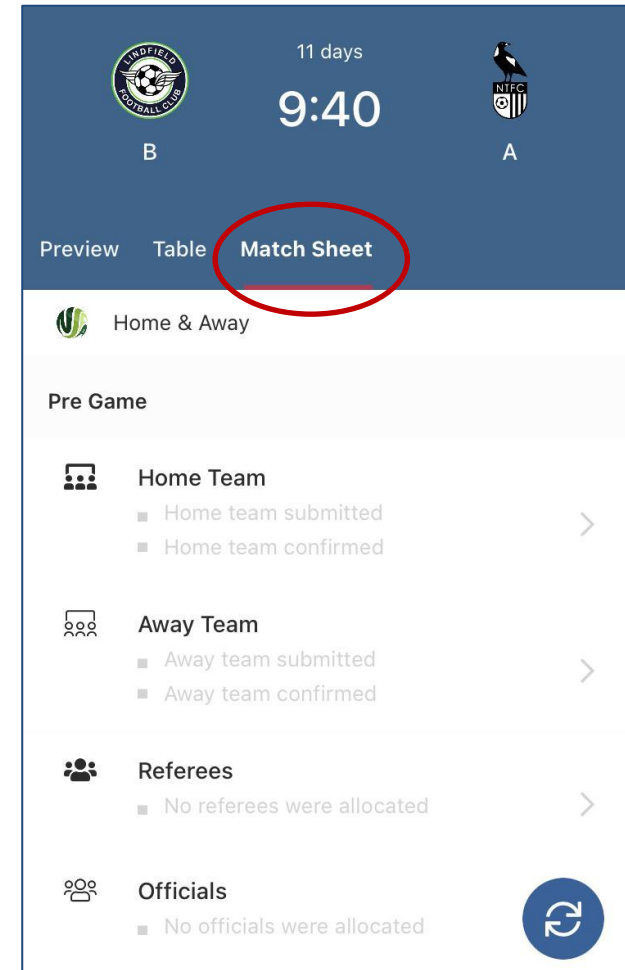 LINDFIELD
FOOTBALL CLUB
B
11 days
9:40
NTFC
A
Preview Table Match Sheet
Home & Away
Pre Game
Home Team
Home team submitted
Home team confirmed
Away Team
Away team submitted
Away team confirmed
Referees
No referees were allocated
Officials
No officials were allocated